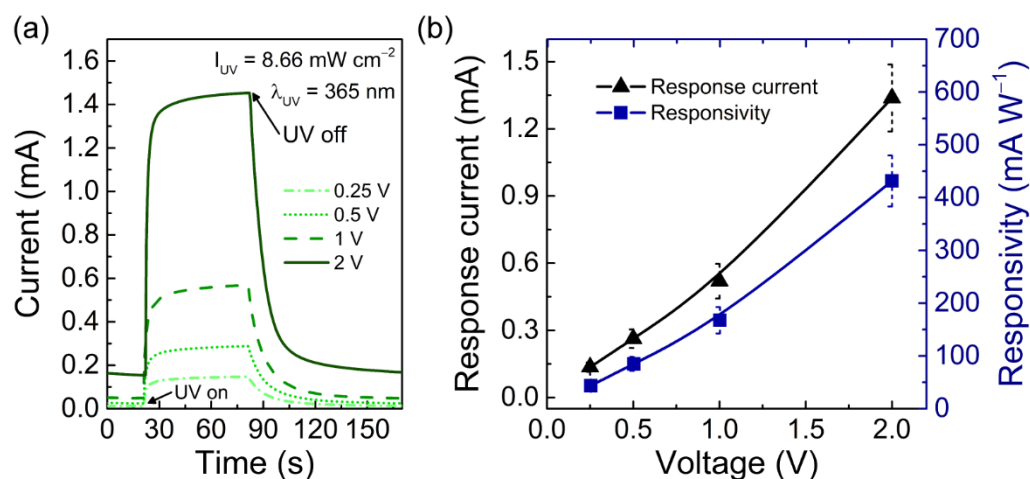 (a)
I_UV = 8.66 mW cm⁻²
λ_UV = 365 nm
UV off
0.25 V
0.5 V
1 V
2 V
UV on
Current (mA)
1.6
1.4
1.2
1.0
0.8
0.6
0.4
0.2
0.0
0 30 60 90 120 150
Time (s)
(b)
Response current
Responsivity
Response current (mA)
1.5
1.2
0.9
0.6
0.3
0.0
0.0 0.5 1.0 1.5 2.0
Voltage (V)
700
600
500
400
300
200
100
0
Responsivity (mA W⁻¹)